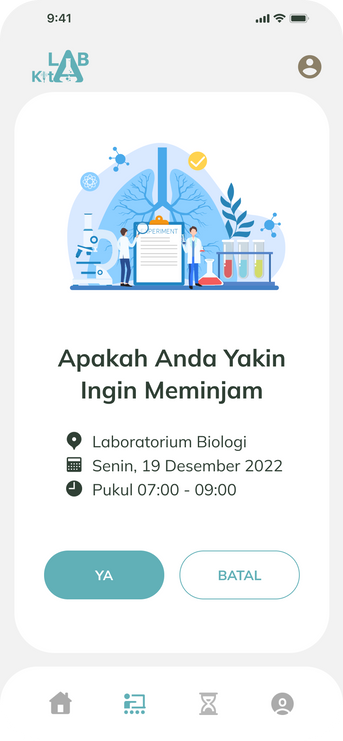 9:41
LAB
Kita
EXPERIMENT
Apakah Anda Yakin
Ingin Meminjam
Laboratorium Biologi
Senin, 19 Desember 2022
Pukul 07:00 - 09:00
YA
BATAL